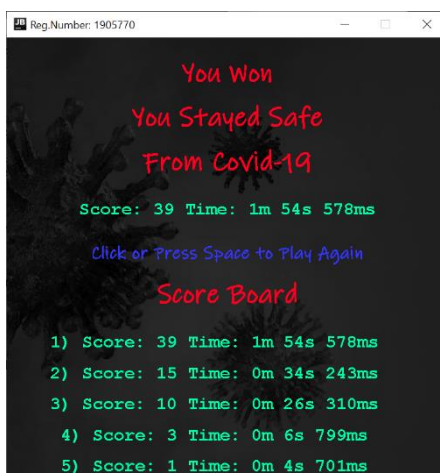 JB
Reg.Number: 1905770
You Won
You Stayed Safe
From Covid-19
Score: 39 Time: 1m 54s 578ms
Click or Press Space to Play Again
Score Board
1) Score: 39 Time: 1m 54s 578ms
2) Score: 15 Time: 0m 34s 243ms
3) Score: 10 Time: 0m 26s 310ms
4) Score: 3 Time: 0m 6s 799ms
5) Score: 1 Time: 0m 4s 701ms